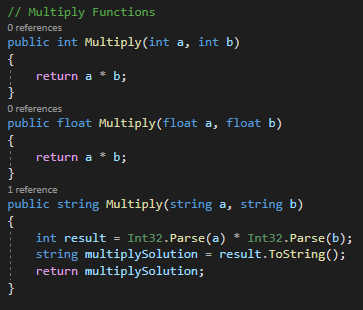 // Multiply Functions
0 references
public int Multiply(int a, int b)
{
    return a * b;
}
0 references
public float Multiply(float a, float b)
{
    return a * b;
}
1 reference
public string Multiply(string a, string b)
{
    int result = Int32.Parse(a) * Int32.Parse(b);
    string multiplySolution = result.ToString();
    return multiplySolution;
}